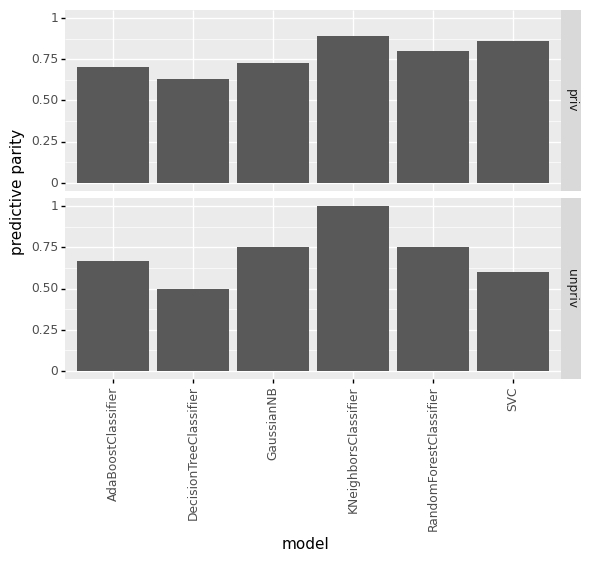 predictive parity
1
0.75
0.50
0.25
0
priv
1
0.75
0.50
0.25
0
unpriv
AdaBoostClassifier
DecisionTreeClassifier
GaussianNB
KNeighborsClassifier
RandomForestClassifier
SVC
model